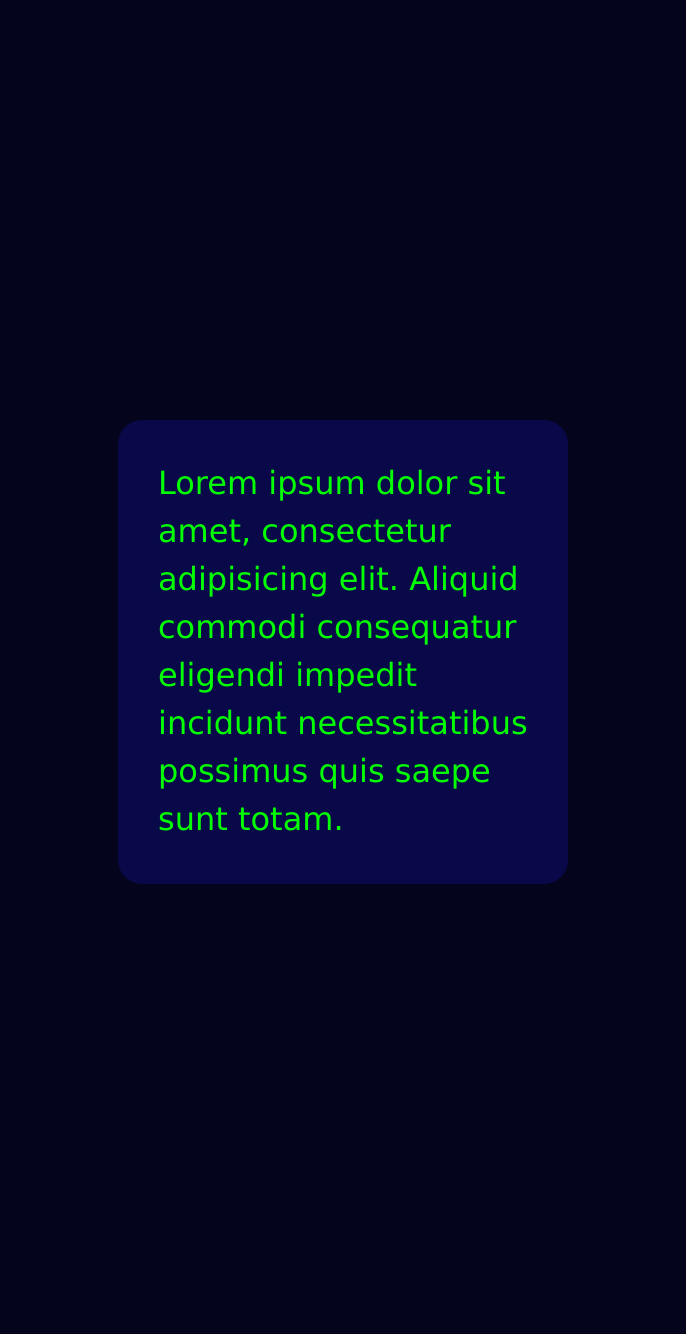 Lorem ipsum dolor sit
amet, consectetur
adipisicing elit. Aliquid
commodi consequatur
eligendi impedit
incidunt necessitatibus
possimus quis saepe
sunt totam.